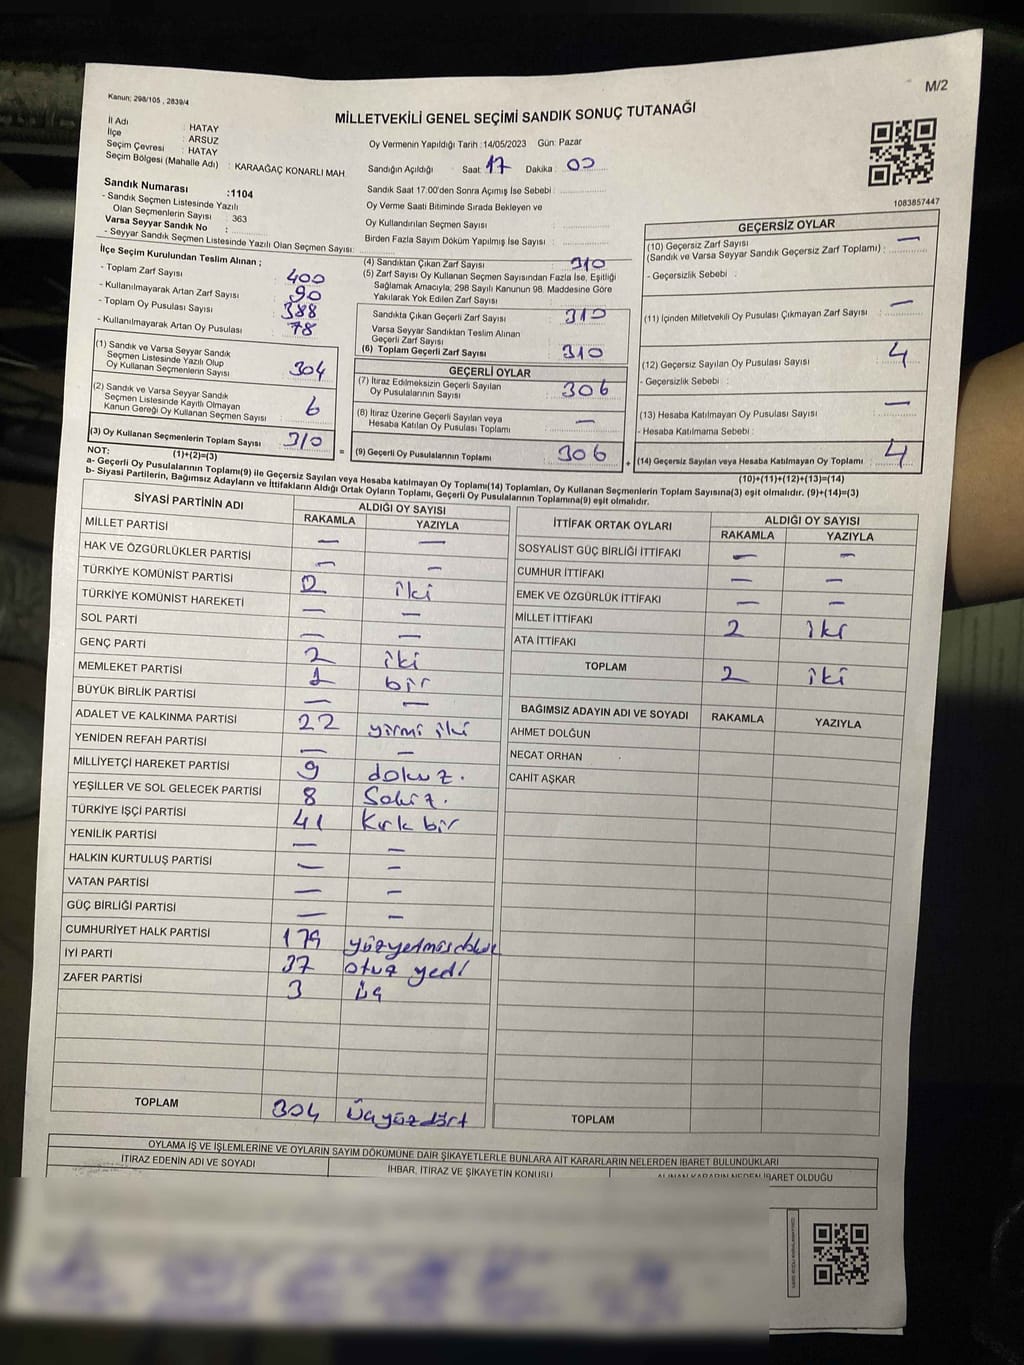 M/2
Kanun; 298/105 , 2839/4
MİLLETVEKİLİ GENEL SEÇİMİ SANDIK SONUÇ TUTANAĞI
İl Adı : HATAY
İlçe : ARSUZ
Seçim Çevresi : HATAY
Seçim Bölgesi (Mahalle Adı) : KARAAĞAÇ KONARLI MAH.
Sandık Numarası :1104
- Sandık Seçmen Listesinde Yazılı
Olan Seçmenlerin Sayısı : 363
Varsa Seyyar Sandık No :
- Seyyar Sandık Seçmen Listesinde Yazılı Olan Seçmen Sayısı:
Oy Vermenin Yapıldığı Tarih :14/05/2023 Gün: Pazar
Sandığın Açıldığı Saat : 17 Dakika : 00
Sandık Saat 17:00'den Sonra Açımış İse Sebebi :
Oy Verme Saati Bitiminde Sırada Bekleyen ve
Oy Kullandırılan Seçmen Sayısı :
Birden Fazla Sayım Döküm Yapılmış İse Sayısı :
1083857447
İlçe Seçim Kurulundan Teslim Alınan ;
- Toplam Zarf Sayısı : 400
- Kullanılmayarak Artan Zarf Sayısı : 90
- Toplam Oy Pusulası Sayısı : 388
- Kullanılmayarak Artan Oy Pusulası : 78
(1) Sandık ve Varsa Seyyar Sandık
Seçmen Listesinde Yazılı Olup
Oy Kullanan Seçmenlerin Sayısı : 304
(2) Sandık ve Varsa Seyyar Sandık
Seçmen Listesinde Kayıtlı Olmayan
Kanun Gereği Oy Kullanan Seçmen Sayısı : 6
(3) Oy Kullanan Seçmenlerin Toplam Sayısı : 310
(1)+(2)=(3)
(4) Sandıktan Çıkan Zarf Sayısı : 310
(5) Zarf Sayısı Oy Kullanan Seçmen Sayısından Fazla İse, Eşitliği
Sağlamak Amacıyla; 298 Sayılı Kanunun 98. Maddesine Göre
Yakılarak Yok Edilen Zarf Sayısı :
Sandıkta Çıkan Geçerli Zarf Sayısı : 310
Varsa Seyyar Sandıktan Teslim Alınan
Geçerli Zarf Sayısı :
(6) Toplam Geçerli Zarf Sayısı : 310
GEÇERLİ OYLAR
(7) İtiraz Edilmeksizin Geçerli Sayılan
Oy Pusulalarının Sayısı : 306
(8) İtiraz Üzerine Geçerli Sayılan veya
Hesaba Katılan Oy Pusulası Toplamı : —
= (9) Geçerli Oy Pusulalarının Toplamı : 306
GEÇERSİZ OYLAR
(10) Geçersiz Zarf Sayısı —
(Sandık ve Varsa Seyyar Sandık Geçersiz Zarf Toplamı) :
- Geçersizlik Sebebi :
(11) İçinden Milletvekili Oy Pusulası Çıkmayan Zarf Sayısı : —
(12) Geçersiz Sayılan Oy Pusulası Sayısı : 4
- Geçersizlik Sebebi :
(13) Hesaba Katılmayan Oy Pusulası Sayısı : —
- Hesaba Katılmama Sebebi :
+ (14) Geçersiz Sayılan veya Hesaba Katılmayan Oy Toplamı : 4
(10)+(11)+(12)+(13)=(14)
NOT:
a- Geçerli Oy Pusulalarının Toplamı(9) ile Geçersiz Sayılan veya Hesaba katılmayan Oy Toplamı(14) Toplamları, Oy Kullanan Seçmenlerin Toplam Sayısına(3) eşit olmalıdır. (9)+(14)=(3)
b- Siyasi Partilerin, Bağımsız Adayların ve İttifakların Aldığı Ortak Oyların Toplamı, Geçerli Oy Pusulalarının Toplamına(9) eşit olmalıdır.
SİYASİ PARTİNİN ADI ALDIĞI OY SAYISI
RAKAMLA YAZIYLA
MİLLET PARTİSİ — —
HAK VE ÖZGÜRLÜKLER PARTİSİ — —
TÜRKİYE KOMÜNİST PARTİSİ 2 iki
TÜRKİYE KOMÜNİST HAREKETİ — —
SOL PARTİ — —
GENÇ PARTİ 2 iki
MEMLEKET PARTİSİ 1 bir
BÜYÜK BİRLİK PARTİSİ — —
ADALET VE KALKINMA PARTİSİ 22 yirmi iki
YENİDEN REFAH PARTİSİ — —
MİLLİYETÇİ HAREKET PARTİSİ 9 dokuz.
YEŞİLLER VE SOL GELECEK PARTİSİ 8 Sekiz.
TÜRKİYE İŞÇİ PARTİSİ 41 Kırk bir
YENİLİK PARTİSİ — —
HALKIN KURTULUŞ PARTİSİ — —
VATAN PARTİSİ — —
GÜÇ BİRLİĞİ PARTİSİ — —
CUMHURİYET HALK PARTİSİ 179
İYİ PARTİ 37 otuz yedi
ZAFER PARTİSİ 3 üç
TOPLAM 304 Üçyüzdört
İTTİFAK ORTAK OYLARI ALDIĞI OY SAYISI
RAKAMLA YAZIYLA
SOSYALİST GÜÇ BİRLİĞİ İTTİFAKI — —
CUMHUR İTTİFAKI — —
EMEK VE ÖZGÜRLÜK İTTİFAKI — —
MİLLET İTTİFAKI 2 iki
ATA İTTİFAKI
TOPLAM 2 iki
BAĞIMSIZ ADAYIN ADI VE SOYADI RAKAMLA YAZIYLA
AHMET DOLĞUN
NECAT ORHAN
CAHİT AŞKAR
TOPLAM
OYLAMA İŞ VE İŞLEMLERİNE VE OYLARIN SAYIM DÖKÜMÜNE DAİR ŞİKAYETLERLE BUNLARA AİT KARARLARIN NELERDEN İBARET BULUNDUKLARI
İTİRAZ EDENİN ADI VE SOYADI İHBAR, İTİRAZ VE ŞİKAYETİN KONUSU ALINAN KARARIN NEDEN İBARET OLDUĞU